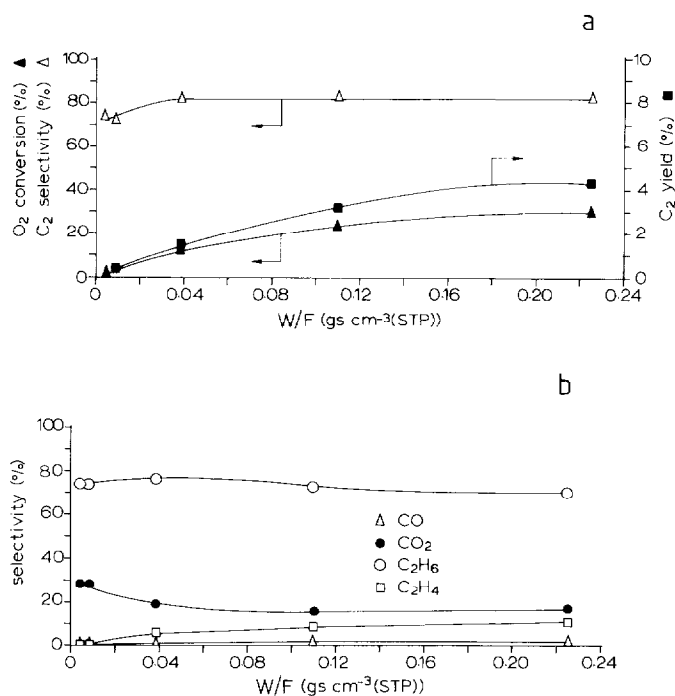 a
O₂ conversion (%) ▲
C₂ selectivity (%) △
100
80
60
40
20
0
10
8
6
4
2
0
C₂ yield (%) ■
0
0.04
0.08
0.12
0.16
0.20
0.24
W/F (gs cm⁻³(STP))
b
selectivity (%)
100
80
60
40
20
0
△ CO
● CO₂
○ C₂H₆
□ C₂H₄
0
0.04
0.08
0.12
0.16
0.20
0.24
W/F (gs cm⁻³(STP))